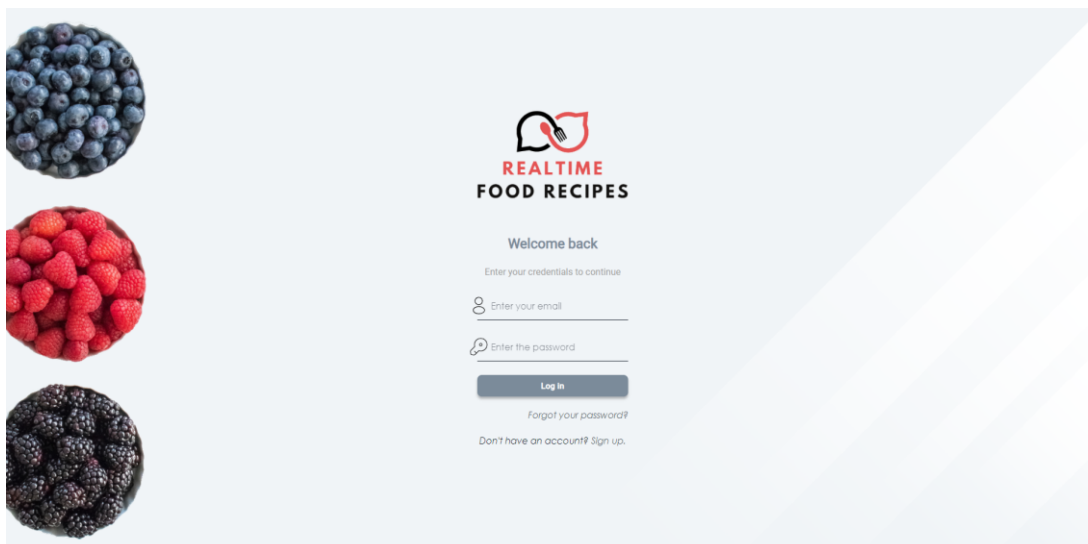 REALTIME
FOOD RECIPES
Welcome back
Enter your credentials to continue
Enter your email
Enter the password
Log in
Forgot your password?
Don't have an account? Sign up.